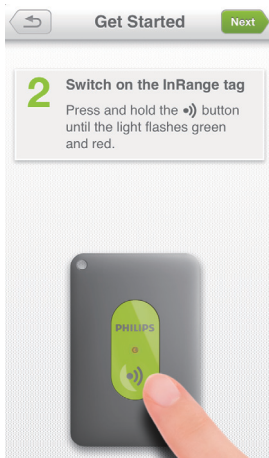 Get Started
Next
2
Switch on the InRange tag
Press and hold the •)) button
until the light flashes green
and red.
PHILIPS